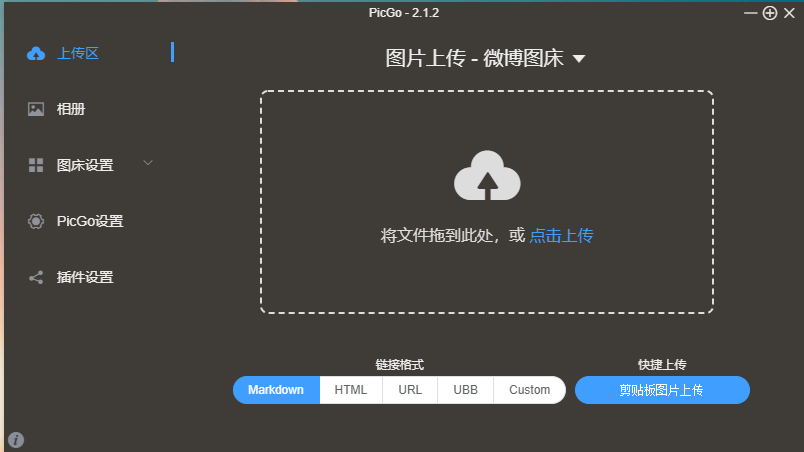 PicGo - 2.1.2
上传区
相册
图床设置
PicGo设置
插件设置
图片上传 - 微博图床
将文件拖到此处，或 点击上传
链接格式
Markdown HTML URL UBB Custom
快捷上传
剪贴板图片上传